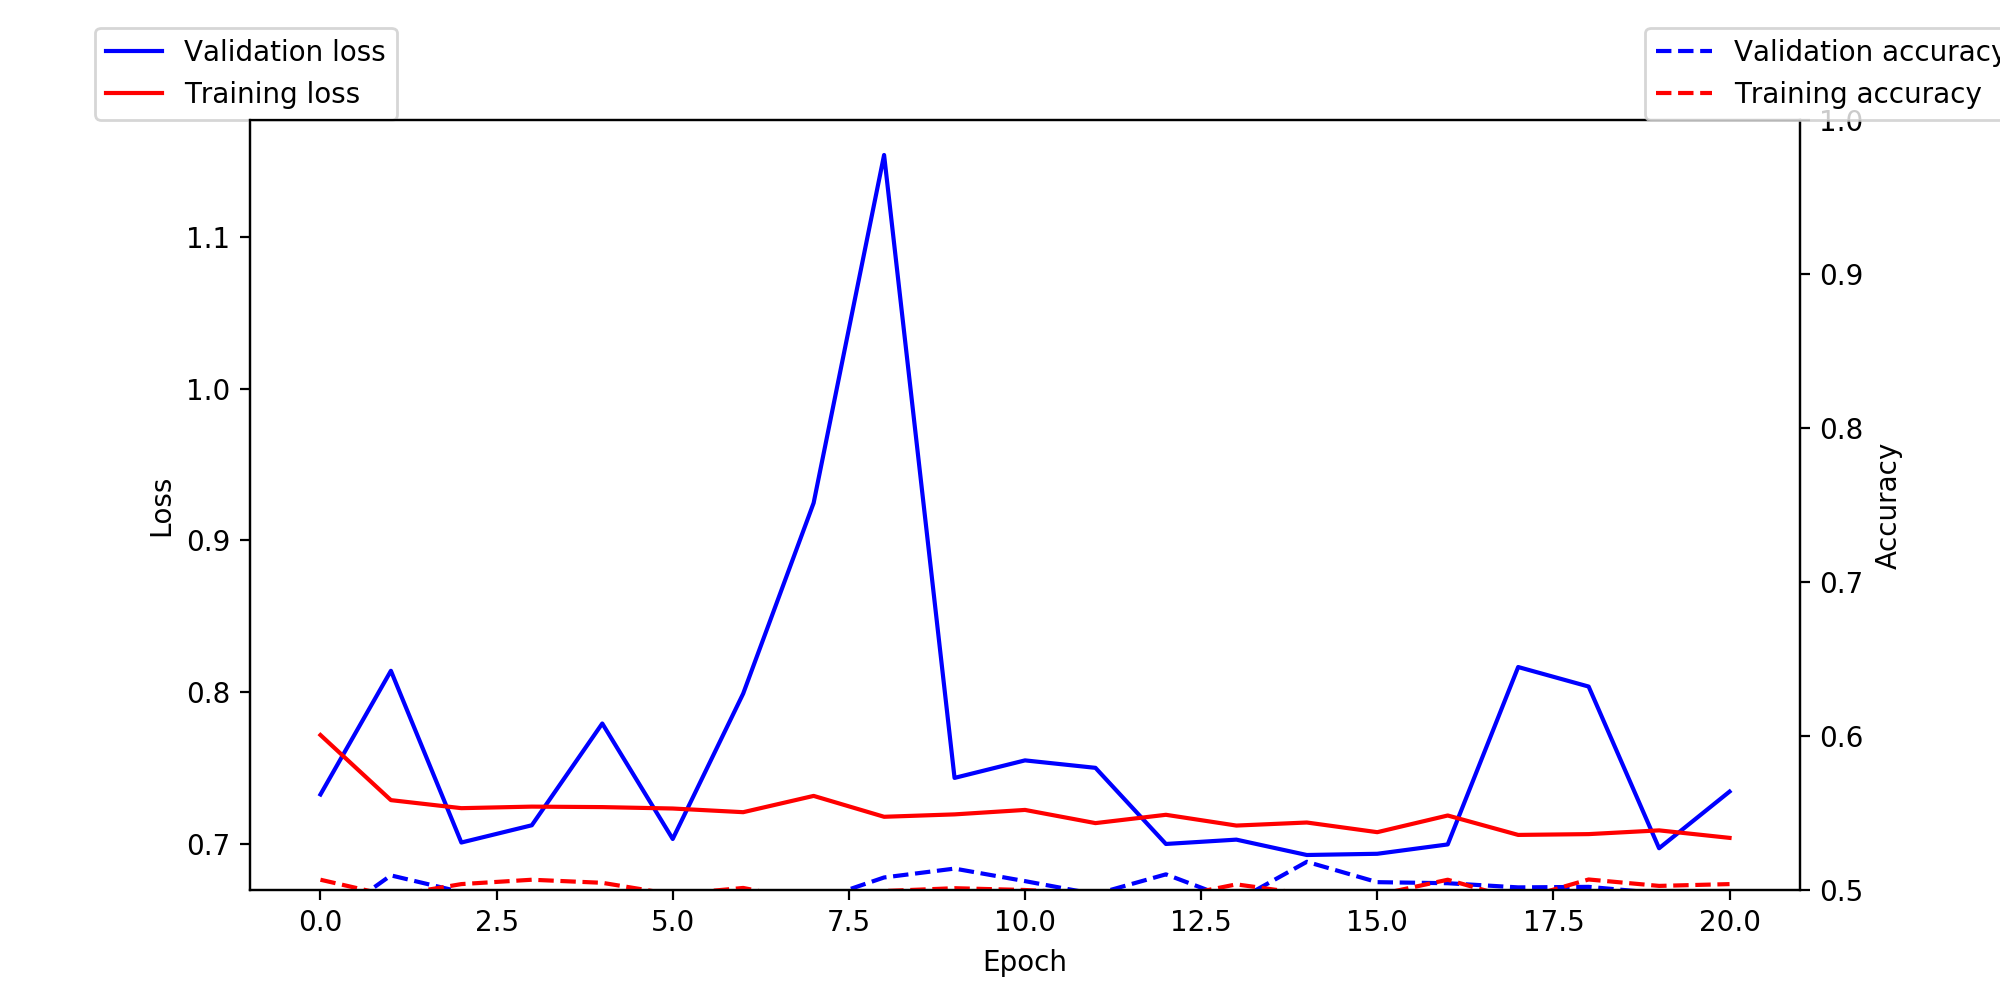 Validation loss
Training loss
Validation accuracy
Training accuracy
1.1
1.0
0.9
0.8
0.7
Loss
1.0
0.9
0.8
0.7
0.6
0.5
Accuracy
0.0 2.5 5.0 7.5 10.0 12.5 15.0 17.5 20.0
Epoch